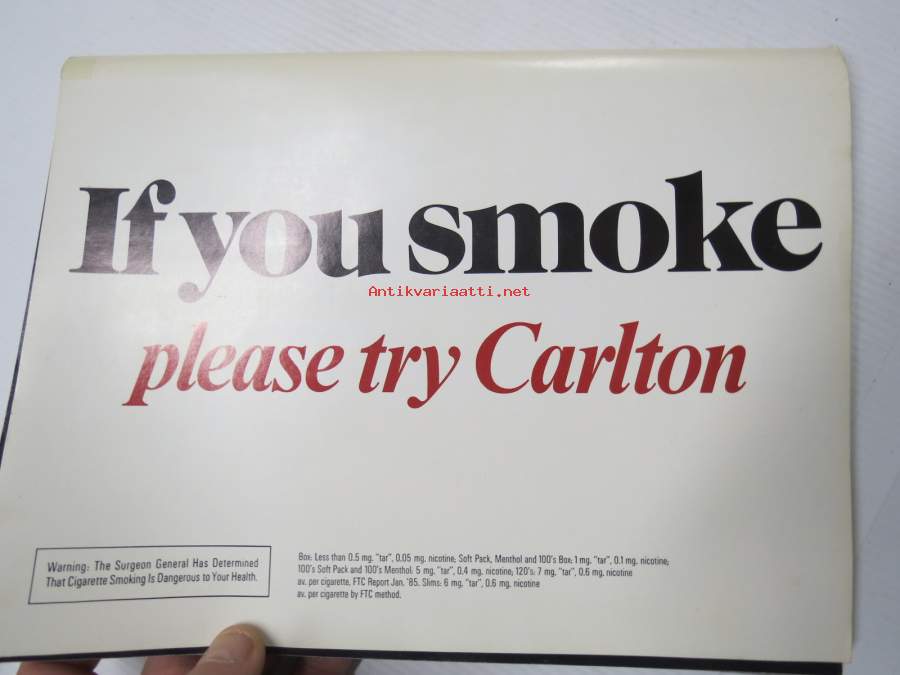 If you smoke
Antikvariaatti.net
please try Carlton
Warning: The Surgeon General Has Determined
That Cigarette Smoking Is Dangerous to Your Health.
Box: Less than 0.5 mg. "tar", 0.05 mg. nicotine; Soft Pack, Menthol and 100's Box: 1 mg. "tar", 0.1 mg. nicotine;
100's Soft Pack and 100's Menthol: 5 mg. "tar", 0.4 mg. nicotine; 120's: 7 mg. "tar", 0.6 mg. nicotine
av. per cigarette, FTC Report Jan. '85. Slims: 6 mg. "tar", 0.6 mg. nicotine
av. per cigarette by FTC method.